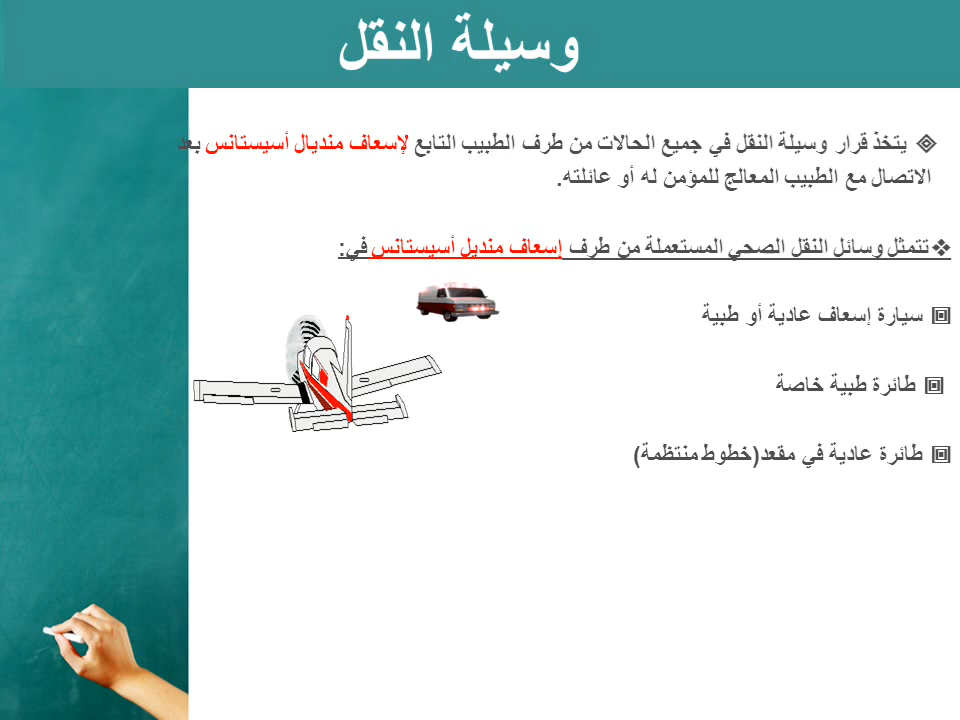 وسيلة النقل
يتخذ قرار وسيلة النقل في جميع الحالات من طرف الطبيب التابع لإسعاف منديال أسيستانس بعد
الاتصال مع الطبيب المعالج للمؤمن له أو عائلته.
تتمثل وسائل النقل الصحي المستعملة من طرف إسعاف منديل أسيستانس في:
سيارة إسعاف عادية أو طبية
طائرة طبية خاصة
طائرة عادية في مقعد(خطوط منتظمة)